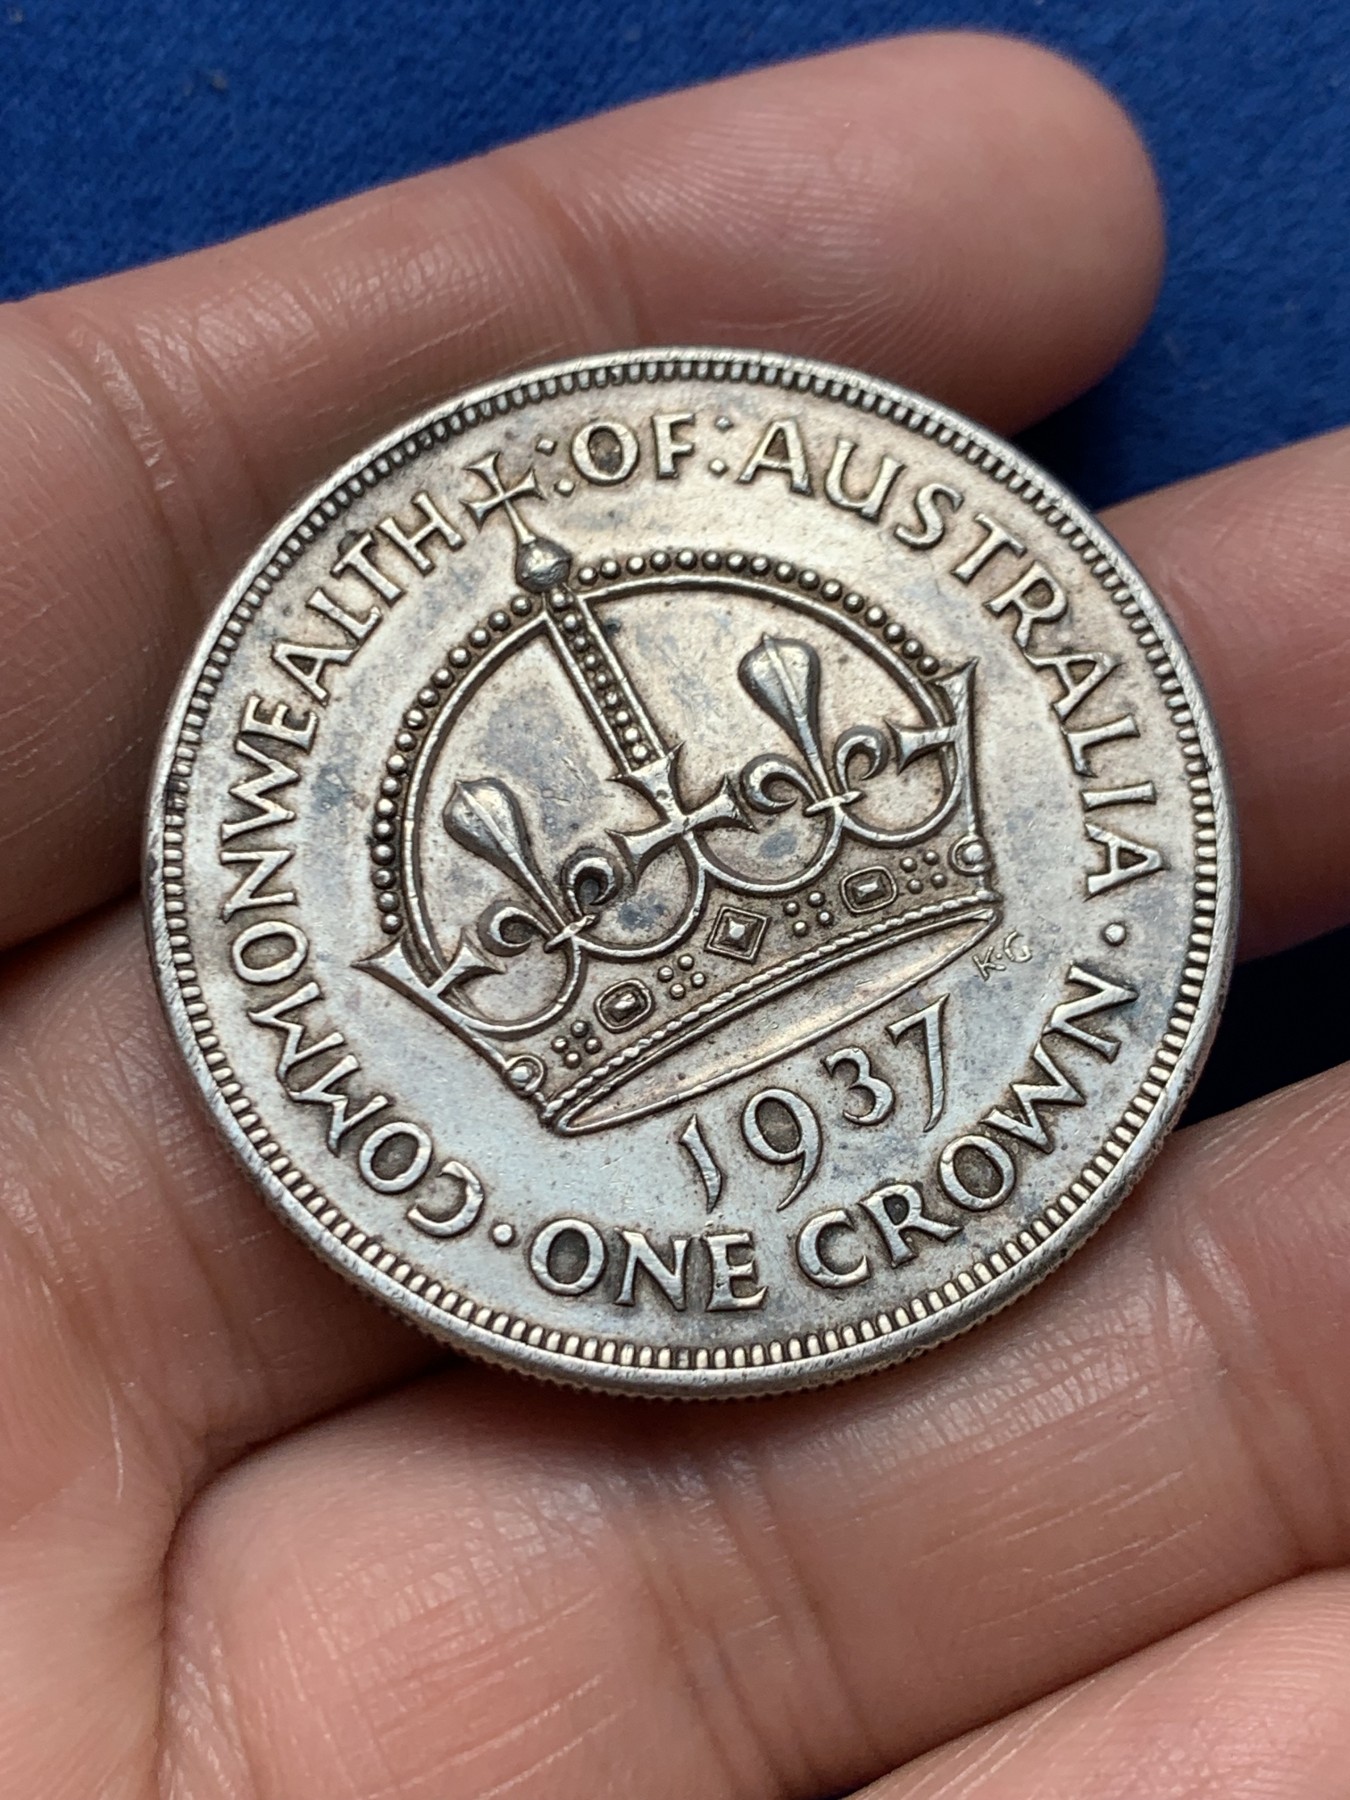 COMMONWEALTH :OF: AUSTRALIA
K·G
1937
· ONE CROWN ·